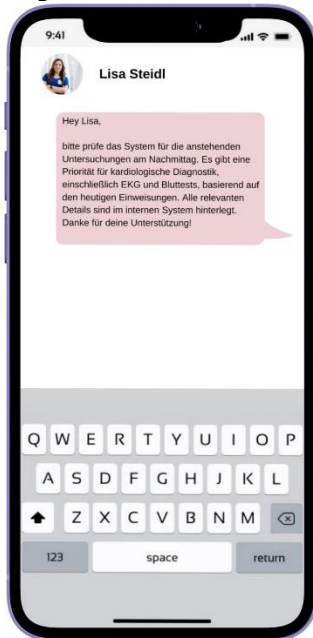 9:41
Lisa Steidl
Hey Lisa,
bitte prüfe das System für die anstehenden
Untersuchungen am Nachmittag. Es gibt eine
Priorität für kardiologische Diagnostik,
einschließlich EKG und Bluttests, basierend auf
den heutigen Einweisungen. Alle relevanten
Details sind im internen System hinterlegt.
Danke für deine Unterstützung!
Q W E R T Y U I O P
A S D F G H J K L
Z X C V B N M
123 space return